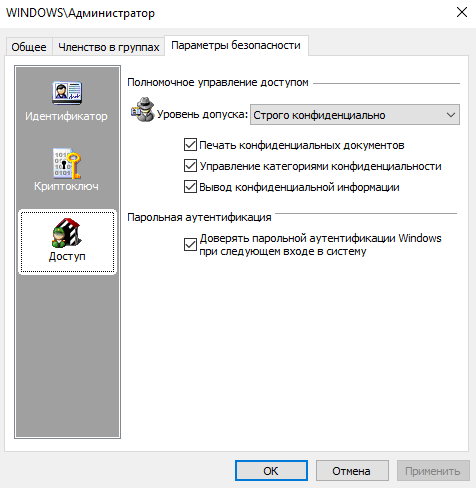 WINDOWS\Администратор
Общее
Членство в группах
Параметры безопасности
Идентификатор
Криптоключ
Доступ
Полномочное управление доступом
Уровень допуска:
Строго конфиденциально
Печать конфиденциальных документов
Управление категориями конфиденциальности
Вывод конфиденциальной информации
Парольная аутентификация
Доверять парольной аутентификации Windows
при следующем входе в систему
ОК
Отмена
Применить